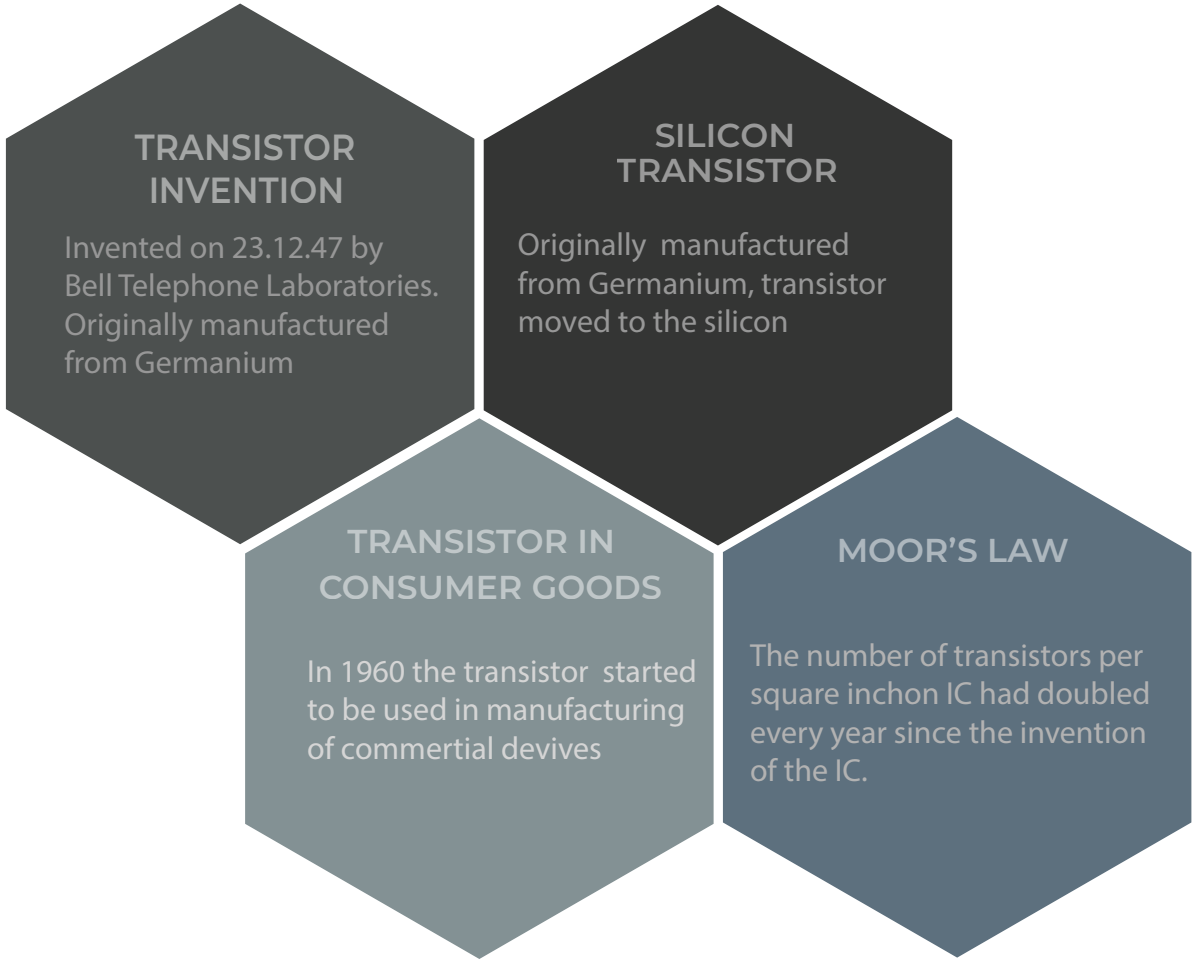 TRANSISTOR
INVENTION
Invented on 23.12.47 by
Bell Telephone Laboratories.
Originally manufactured
from Germanium
SILICON
TRANSISTOR
Originally  manufactured
from Germanium, transistor
moved to the silicon
TRANSISTOR IN
CONSUMER GOODS
In 1960 the transistor  started
to be used in manufacturing
of commertial devives
MOOR’S LAW
The number of transistors per
square inchon IC had doubled
every year since the invention
of the IC.